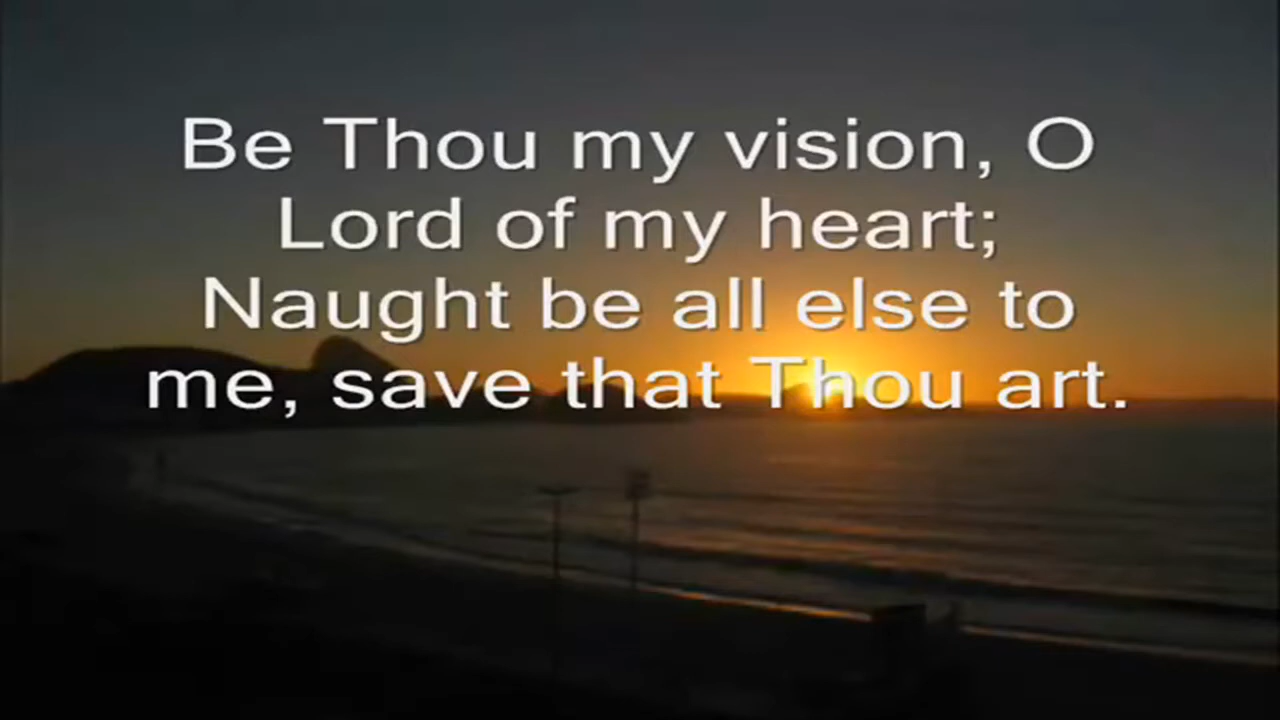 Be Thou my vision, O
Lord of my heart;
Naught be all else to
me, save that Thou art.